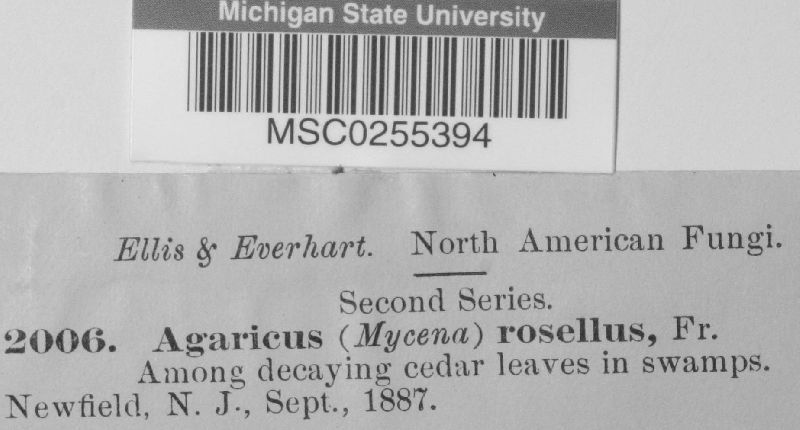 Michigan State University
MSC0255394
Ellis & Everhart. North American Fungi.
Second Series.
2006. Agaricus (Mycena) rosellus, Fr.
Among decaying cedar leaves in swamps.
Newfield, N. J., Sept., 1887.